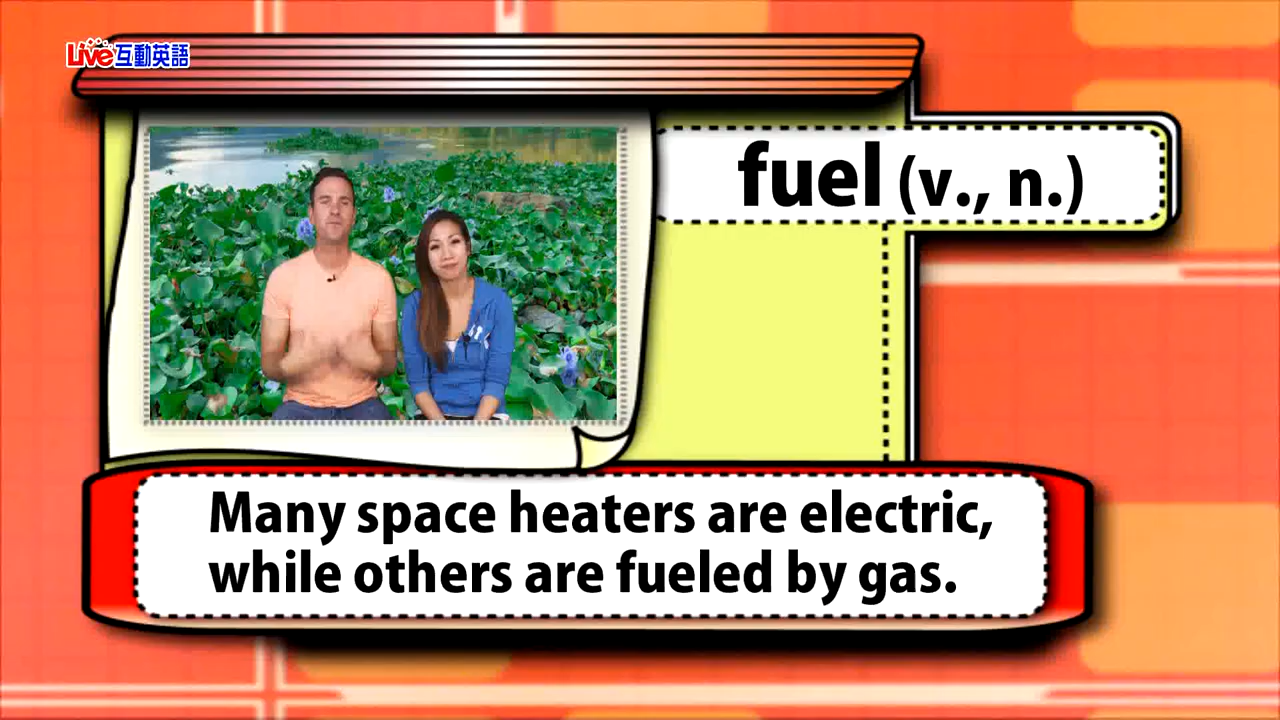 Live互動英語
fuel (v., n.)
Many space heaters are electric,
while others are fueled by gas.